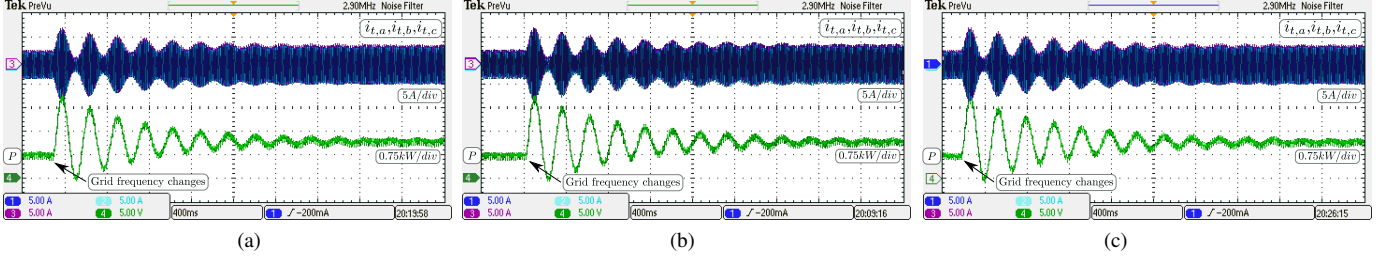 Tek PreVu 2.90MHz Noise Filter
i_{t,a}, i_{t,b}, i_{t,c}
3
5A/div
P
0.75kW/div
4
Grid frequency changes
1 5.00 A 2 5.00 A
3 5.00 A 4 5.00 V
400ms
1 ƒ -200mA
20:19:58
(a)
Tek PreVu 2.90MHz Noise Filter
i_{t,a}, i_{t,b}, i_{t,c}
3
5A/div
P
0.75kW/div
4
Grid frequency changes
1 5.00 A 2 5.00 A
3 5.00 A 4 5.00 V
400ms
1 ƒ -200mA
20:09:16
(b)
Tek PreVu 2.90MHz Noise Filter
i_{t,a}, i_{t,b}, i_{t,c}
1
5A/div
P
0.75kW/div
4
Grid frequency changes
1 5.00 A 2 5.00 A
3 5.00 A 4 5.00 V
400ms
1 ƒ -200mA
20:26:15
(c)